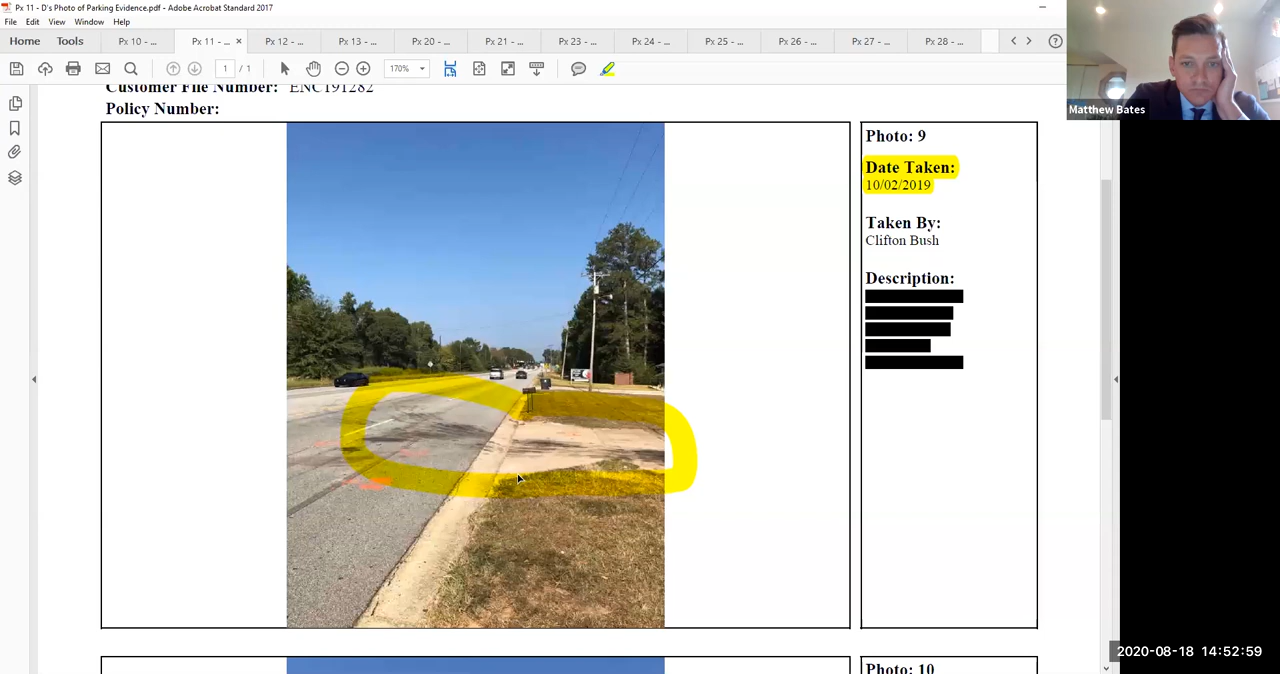 Px 11 - D's Photo of Parking Evidence.pdf - Adobe Acrobat Standard 2017
File Edit View Window Help
Home Tools Px 10 - ... Px 11 - ... × Px 12 - ... Px 13 - ... Px 20 - ... Px 21 - ... Px 23 - ... Px 24 - ... Px 25 - ... Px 26 - ... Px 27 - ... Px 28 - ...
1 / 1 170%
Matthew Bates
Customer File Number: ENC191282
Policy Number:
Photo: 9
Date Taken:
10/02/2019
Taken By:
Clifton Bush
Description:
Photo: 10
2020-08-18 14:52:59